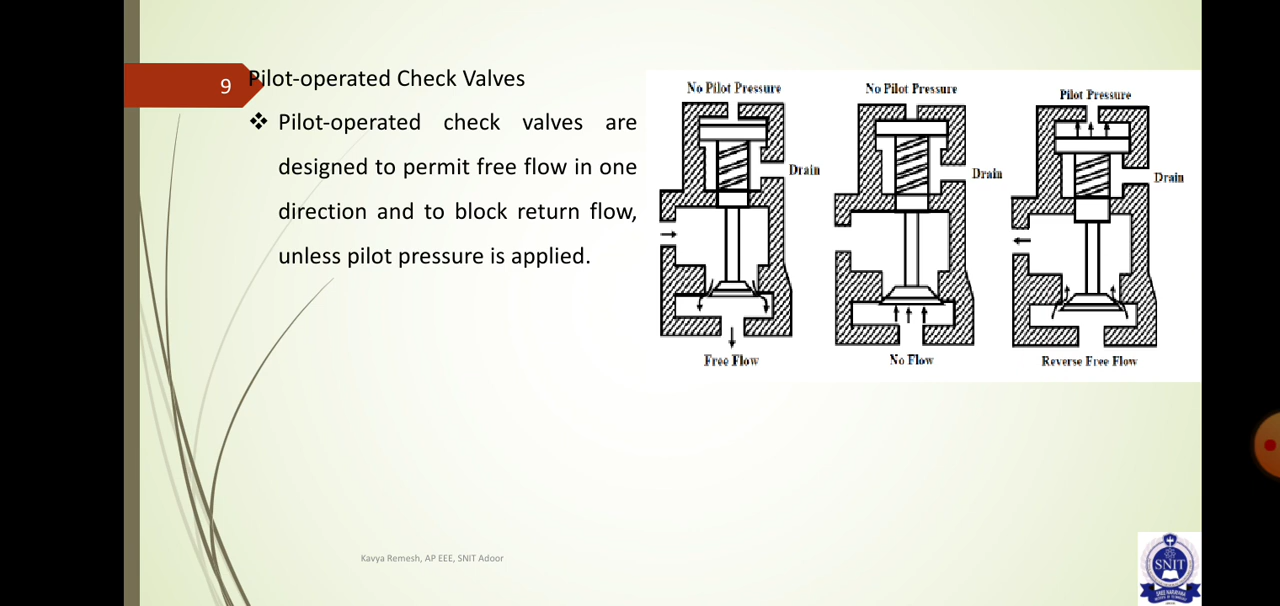 9
Pilot-operated Check Valves
❖ Pilot-operated check valves are
designed to permit free flow in one
direction and to block return flow,
unless pilot pressure is applied.
No Pilot Pressure
No Pilot Pressure
Pilot Pressure
Drain
Drain
Drain
Free Flow
No Flow
Reverse Free Flow
Kavya Remesh, AP EEE, SNIT Adoor
SNIT